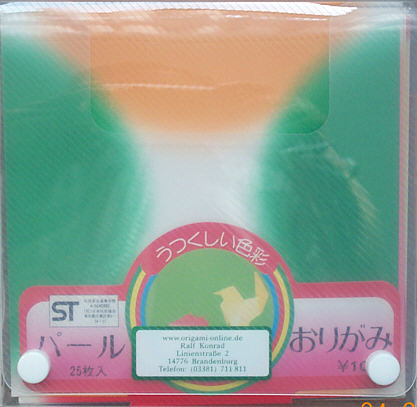 うつくしい色彩
ST
パール
25枚入
おりがみ
www.origami-online.de
Ralf Konrad
Linienstraße 2
14776 Brandenburg
Telefon: (03381) 711 811